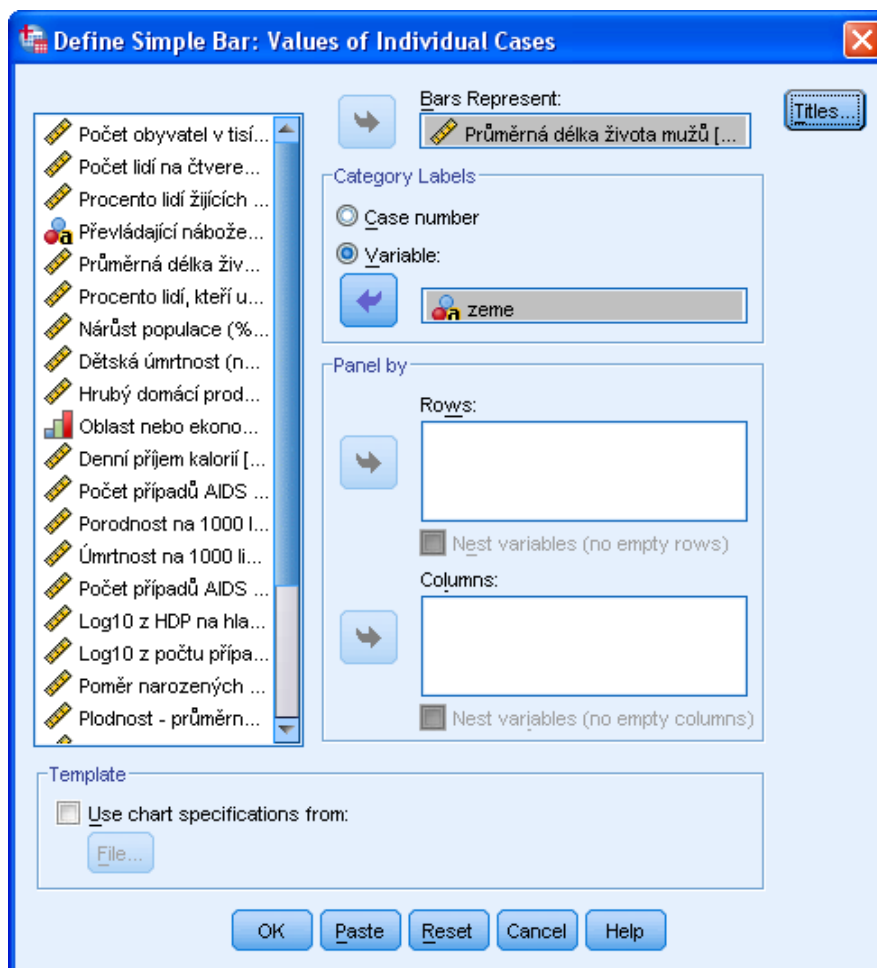 Define Simple Bar: Values of Individual Cases
Počet obyvatel v tisí...
Počet lidí na čtvere...
Procento lidí žijících ...
Převládající nábože...
Průměrná délka živ...
Procento lidí, kteří u...
Nárůst populace (%...
Dětská úmrtnost (n...
Hrubý domácí prod...
Oblast nebo ekono...
Denní příjem kalorií [...
Počet případů AIDS ...
Porodnost na 1000 l...
Úmrtnost na 1000 li...
Počet případů AIDS ...
Log10 z HDP na hla...
Log10 z počtu přípa...
Poměr narozených ...
Plodnost - průměrn...
Bars Represent:
Průměrná délka života mužů [...
Titles...
Category Labels
Case number
Variable:
zeme
Panel by
Rows:
Nest variables (no empty rows)
Columns:
Nest variables (no empty columns)
Template
Use chart specifications from:
File...
OK
Paste
Reset
Cancel
Help